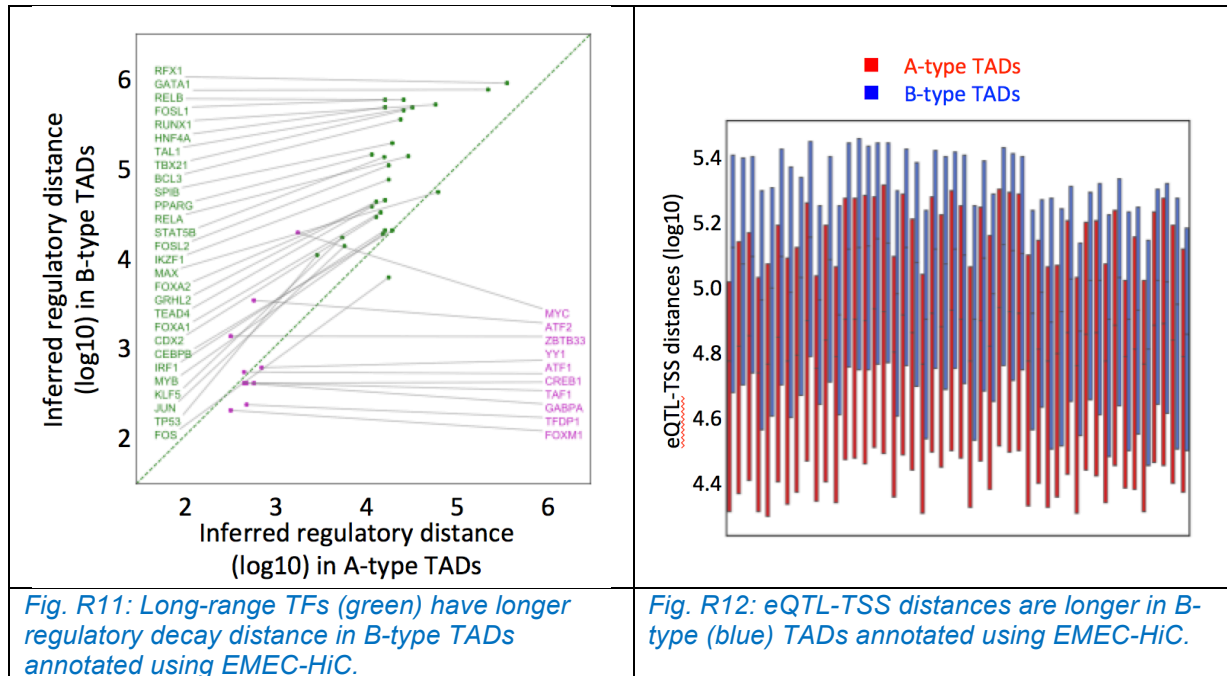 RFX1
GATA1
RELB
FOSL1
RUNX1
HNF4A
TAL1
TBX21
BCL3
SPIB
PPARG
RELA
STAT5B
FOSL2
IKZF1
MAX
FOXA2
GRHL2
TEAD4
FOXA1
CDX2
CEBPB
IRF1
MYB
KLF5
JUN
TP53
FOS
MYC
ATF2
ZBTB33
YY1
ATF1
CREB1
TAF1
GABPA
TFDP1
FOXM1
6
5
4
3
2
Inferred regulatory distance
(log10) in B-type TADs
2 3 4 5 6
Inferred regulatory distance
(log10) in A-type TADs
Fig. R11: Long-range TFs (green) have longer
regulatory decay distance in B-type TADs
annotated using EMEC-HiC.
A-type TADs
B-type TADs
5.4
5.2
5.0
4.8
4.6
4.4
eQTL-TSS distances (log10)
Fig. R12: eQTL-TSS distances are longer in B-
type (blue) TADs annotated using EMEC-HiC.